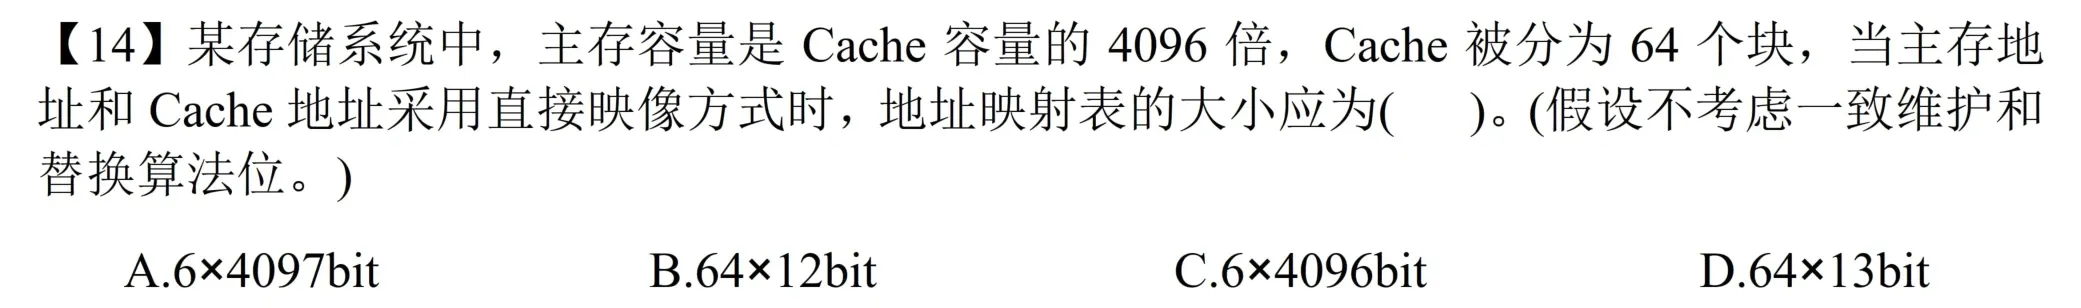 【14】某存储系统中，主存容量是 Cache 容量的 4096 倍，Cache 被分为 64 个块，当主存地
址和 Cache 地址采用直接映像方式时，地址映射表的大小应为(    )。(假设不考虑一致维护和
替换算法位。)
A.6×4097bit    B.64×12bit    C.6×4096bit    D.64×13bit